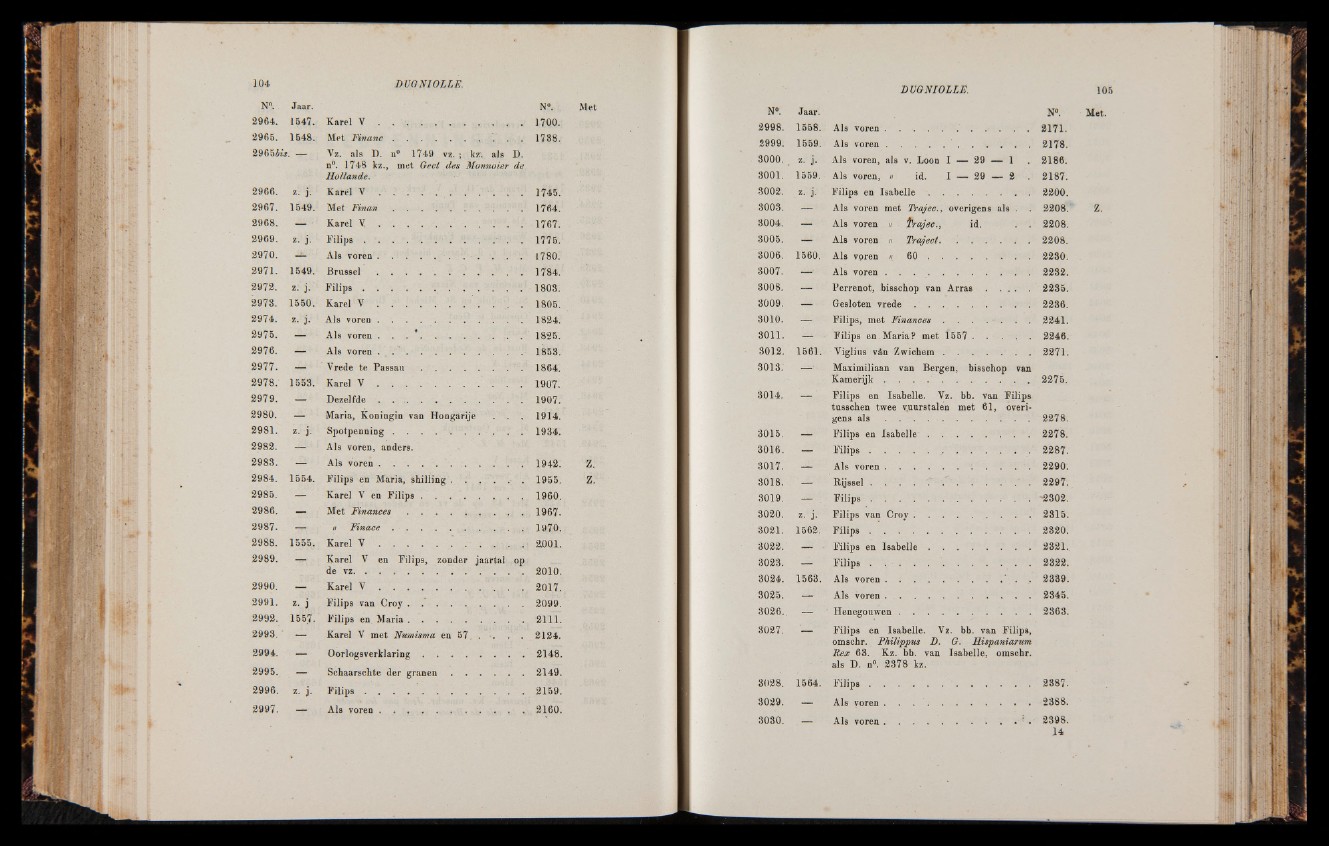 104 DUGNIOLLE.
N°. Jaar. N°. Met
2964. 1547. Karel V . . . . . . . . . . . 1700.
2965. 1548. Met Financ . . . . . . . . . . 1738.
2965bis. — Vz. als D. n° 1749 vz.; kz. als D.
n°. 1748 kz., met Gect des Monnoier de
Hollande.
2966. z. j. Karel V . . . . . . . . . . . 1745.
2967. 1549. Met Finan . . . . . . . . . . 1764.
2968. — Karel V . . . . . . . . . . . 1767.
2969. z. j. Filips . . . . . . . . . . . . 1775.
2970. — Als voren . . . . . . . . . . . 1780.
2971. 1549. Brussel . . . . . . . . . . . 1784.
2972. z. j. Filips . . . . . . . . . . . . 1803.
2973. 1550. Karel V . . . . . . . . . . . 1805.
2974. z. j. Als voren . . . . . . . . . . . 1824.
2975. — Als voren . . . . . . . . . . . 1825.
2976. — Als voren . . . . . . . . . . . 1853.
2977. — Vrede te Passau . . . . . . . . 1864.
2978. 1553. Karel V . . . . . . . . . . . 1907.
2979. — Dezelfde . . . . . . . . . . . 1907.
2980. — Maria, Koningin van Hongarije . . . 1914.
2981. z. j. Spotpenning . . . . . . . . . . 1934.
2982. — Als voren, anders.
2983. — Als voren . . . . . . . . . . . 1942. Z.
2984. 1554. Filips en Maria, shilling . . . . . . 1955. Z.
2985. — Karel V en Filips . . . . . . . . 1960.
2986. — Met Finances . . . . . . . . . 1967.
2987. — " Finace . . . . . . . . . . 1970.
2988. 1555. Karel V . . . . . . . . . . . 2001.
2989. — Karel V en Filips, zonder jaartal op
de vz. . . . . . . . . . . . . 2010.
2990. — Karel V . . . . . . . . . . . 2017.
2991. z. j Filips van Croy . . . . . . . . . 2099.
2992. 1557. Filips en Maria . . . . . . . . . 2111.
2993. — Karel V met Numisma en 57 . . . . 2124.
2994. — Oorlogsverklaring . . . . . . . . 2148.
2995. — Schaarschte der granen . . . . . . 2149.
2996. z. j. Filips . . . . . . . . . . . . 2159.
2997. — Als voren . . . . . . . . . . . 2160.
DUGNIOLLE. 105
N°. Jaar. N°. Met.
2998. 1558. Als voren . . . . . . . . . . . 2171.
2999. 1559. Als voren . . . . . . . . . . . 2178.
3000. z. j. Als voren, als v. Loon I — 29 — 1 . 2186.
3001. 1559. Als voren, " id. I — 29 — 2 . 2187.
3002. z. j. Filips en Isabelle . . . . . . . . 2200.
3003. — Als voren met Trajec., overigens als . . 2208. Z.
3004. — Als voren " Trajec., id. . . 2208.
3005. — Als voren " Traject. . . . . . . 2208.
3006. 1560. Als voren " 60 . . . . . . . . 2230.
3007. — Als voren . . . . . . . . . . . 2232.
3008. — Perrenot, bisschop van Arras . . . . 2235.
3009. — Gesloten vrede . . . . . . . . . 2236.
3010. — Filips, met Finances . . . . . . . 2241.
3011. — Filips en Maria? met 1557 . . . . . 2246.
3012. 1561. Viglius van Zwichem . . . . . . . 2271.
3013. — Maximiliaan van Bergen, bisschop van
Kamerijk . . . . . . . . . . . 2275.
3014. — Filips en Isabelle. Vz. bb. van Filips
tusschen twee vuurstalen met 61, overi-
gens als . . . . . . . . . . . 2278.
3015. — Filips en Isabelle . . . . . . . . 2278.
3016. — Filips . . . . . . . . . . . . 2287.
3017. — Als voren . . . . . . . . . . . 2290.
3018. — Rijssel . . . . . . . . . . . . 2297.
3019. — Filips . . . . . . . . . . . . 2302.
3020. z. j. Filips van Croy . . . . . . . . . 2315.
3021. 1562. Filips . . . . . . . . . . . . 2320.
3022. — Filips en Isabelle . . . . . . . . 2321.
3023. — Filips . . . . . . . . . . . . 2322.
3024. 1563. Als voren . . . . . . . . . . . 2339.
3025. — Als voren . . . . . . . . . . . 2345.
3026. — Henegouwen . . . . . . . . . . 2363.
3027. — Filips en Isabelle. Vz. bb. van Filips,
omschr. Philippus D. G. Hispaniarum
Rex 63. Kz. bb. van Isabelle, omschr.
als D. n°. 2378 kz.
3028. 1564. Filips . . . . . . . . . . . . 2387.
3029. — Als voren . . . . . . . . . . . 2388.
3030. — Als voren . . . . . . . . . . . 2398.
14